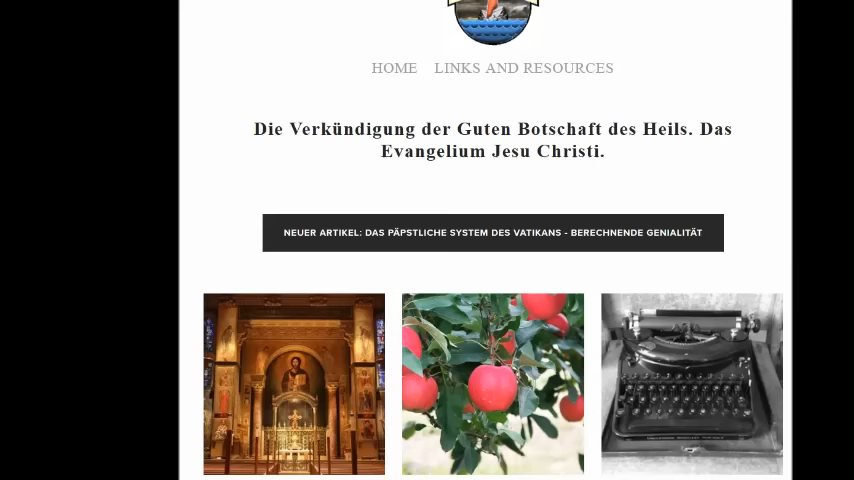 HOME LINKS AND RESOURCES
Die Verkündigung der Guten Botschaft des Heils. Das
Evangelium Jesu Christi.
NEUER ARTIKEL: DAS PÄPSTLICHE SYSTEM DES VATIKANS - BERECHNENDE GENIALITÄT